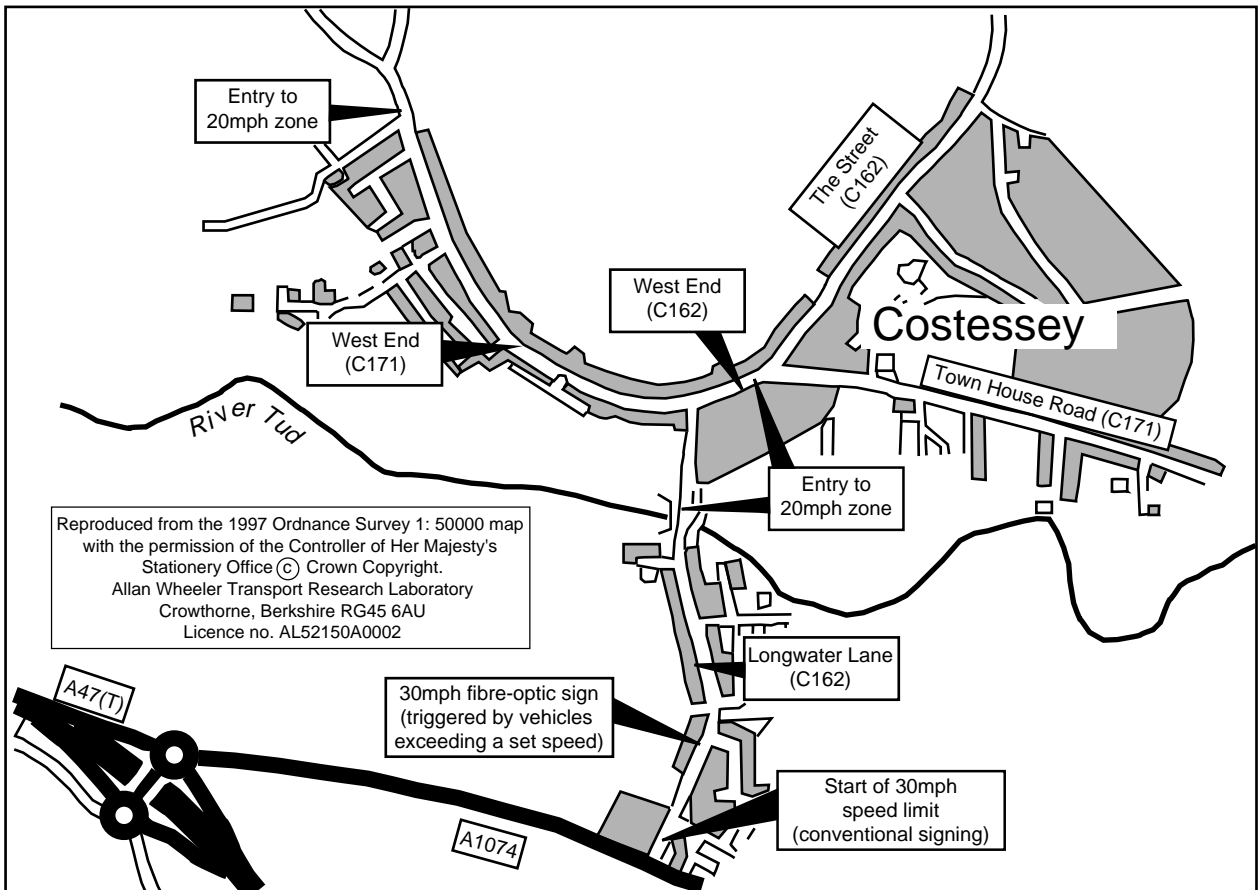 Entry to
20mph zone
The Street
(C162)
West End
(C162)
West End
(C171)
Costessey
Town House Road (C171)
River Tud
Entry to
20mph zone
Reproduced from the 1997 Ordnance Survey 1: 50000 map
with the permission of the Controller of Her Majesty's
Stationery Office © Crown Copyright.
Allan Wheeler Transport Research Laboratory
Crowthorne, Berkshire RG45 6AU
Licence no. AL52150A0002
Longwater Lane
(C162)
A47(T)
30mph fibre-optic sign
(triggered by vehicles
exceeding a set speed)
Start of 30mph
speed limit
(conventional signing)
A1074